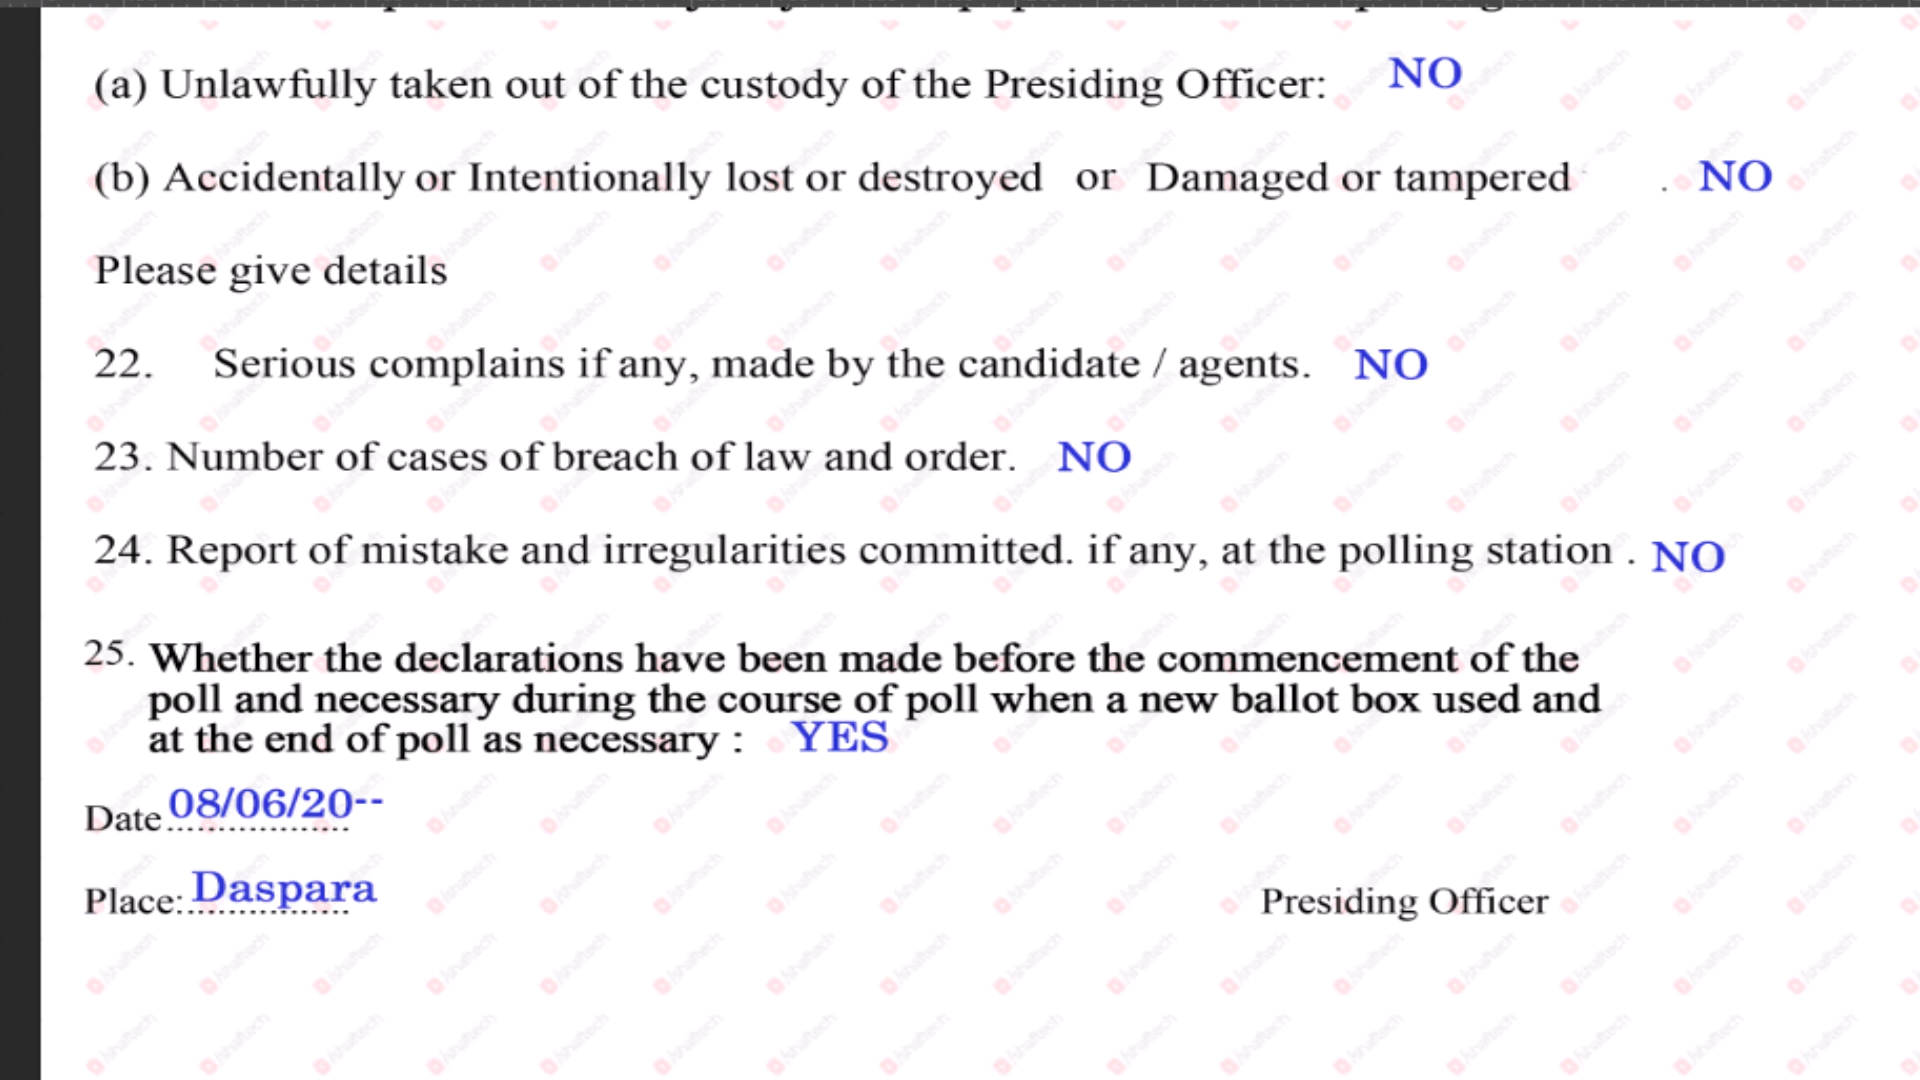 (a) Unlawfully taken out of the custody of the Presiding Officer: NO
(b) Accidentally or Intentionally lost or destroyed or Damaged or tampered . NO
Please give details
22. Serious complains if any, made by the candidate / agents. NO
23. Number of cases of breach of law and order. NO
24. Report of mistake and irregularities committed. if any, at the polling station . NO
25. Whether the declarations have been made before the commencement of the
poll and necessary during the course of poll when a new ballot box used and
at the end of poll as necessary : YES
Date 08/06/20--
Place: Daspara
Presiding Officer